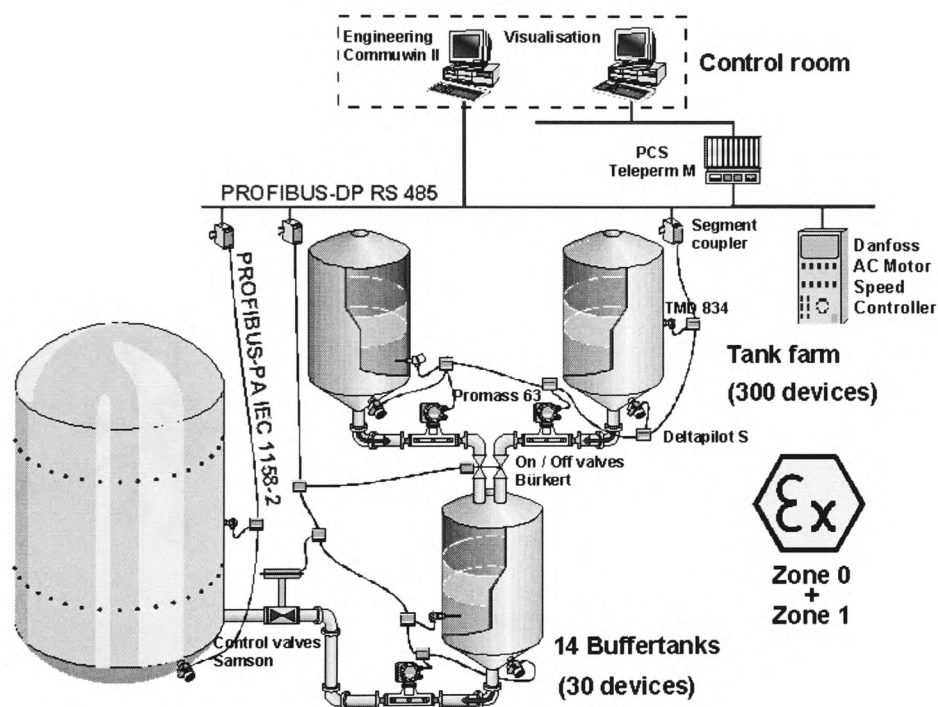 Engineering
Commuwin II
Visualisation
Control room
PCS
Teleperm M
PROFIBUS-DP RS 485
Segment
coupler
Danfoss
AC Motor
Speed
Controller
PROFIBUS-PA IEC 1158-2
TMD 834
Tank farm
(300 devices)
Promass 63
Deltapilot S
On / Off valves
Bürkert
Ex
Zone 0
+
Zone 1
Control valves
Samson
14 Buffertanks
(30 devices)